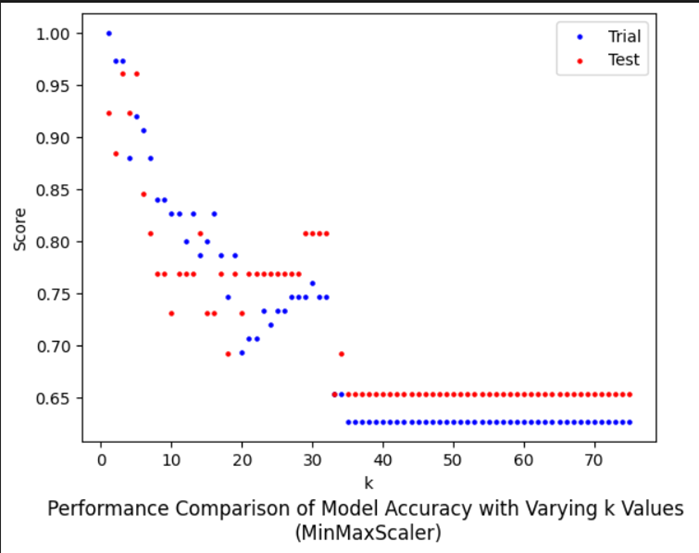 1.00
0.95
0.90
0.85
0.80
0.75
0.70
0.65
Score
Trial
Test
0 10 20 30 40 50 60 70
k
Performance Comparison of Model Accuracy with Varying k Values
(MinMaxScaler)